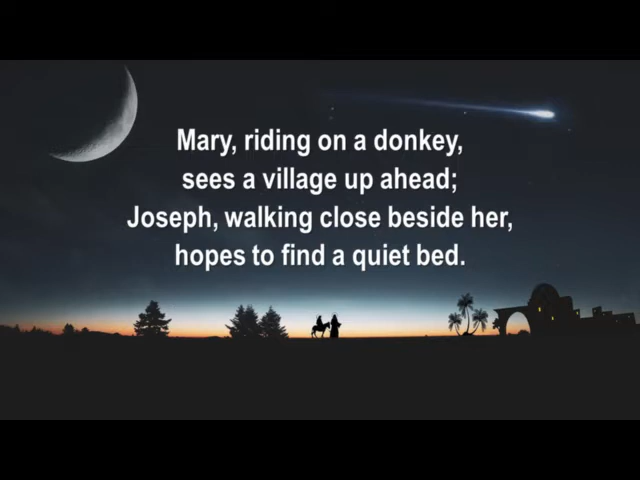 Mary, riding on a donkey,
sees a village up ahead;
Joseph, walking close beside her,
hopes to find a quiet bed.